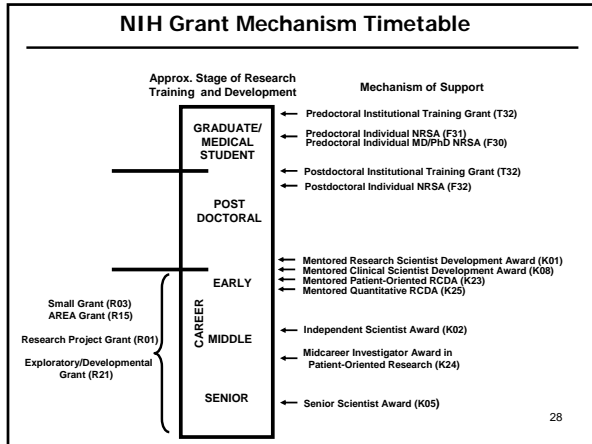 NIH Grant Mechanism Timetable
Approx. Stage of Research
Training and Development
Mechanism of Support
GRADUATE/
MEDICAL
STUDENT
Predoctoral Institutional Training Grant (T32)
Predoctoral Individual NRSA (F31)
Predoctoral Individual MD/PhD NRSA (F30)
Postdoctoral Institutional Training Grant (T32)
Postdoctoral Individual NRSA (F32)
POST
DOCTORAL
Mentored Research Scientist Development Award (K01)
Mentored Clinical Scientist Development Award (K08)
Mentored Patient-Oriented RCDA (K23)
Mentored Quantitative RCDA (K25)
EARLY
Small Grant (R03)
AREA Grant (R15)
Research Project Grant (R01)
Exploratory/Developmental
Grant (R21)
CAREER
MIDDLE
Independent Scientist Award (K02)
Midcareer Investigator Award in
Patient-Oriented Research (K24)
SENIOR
Senior Scientist Award (K05)
28